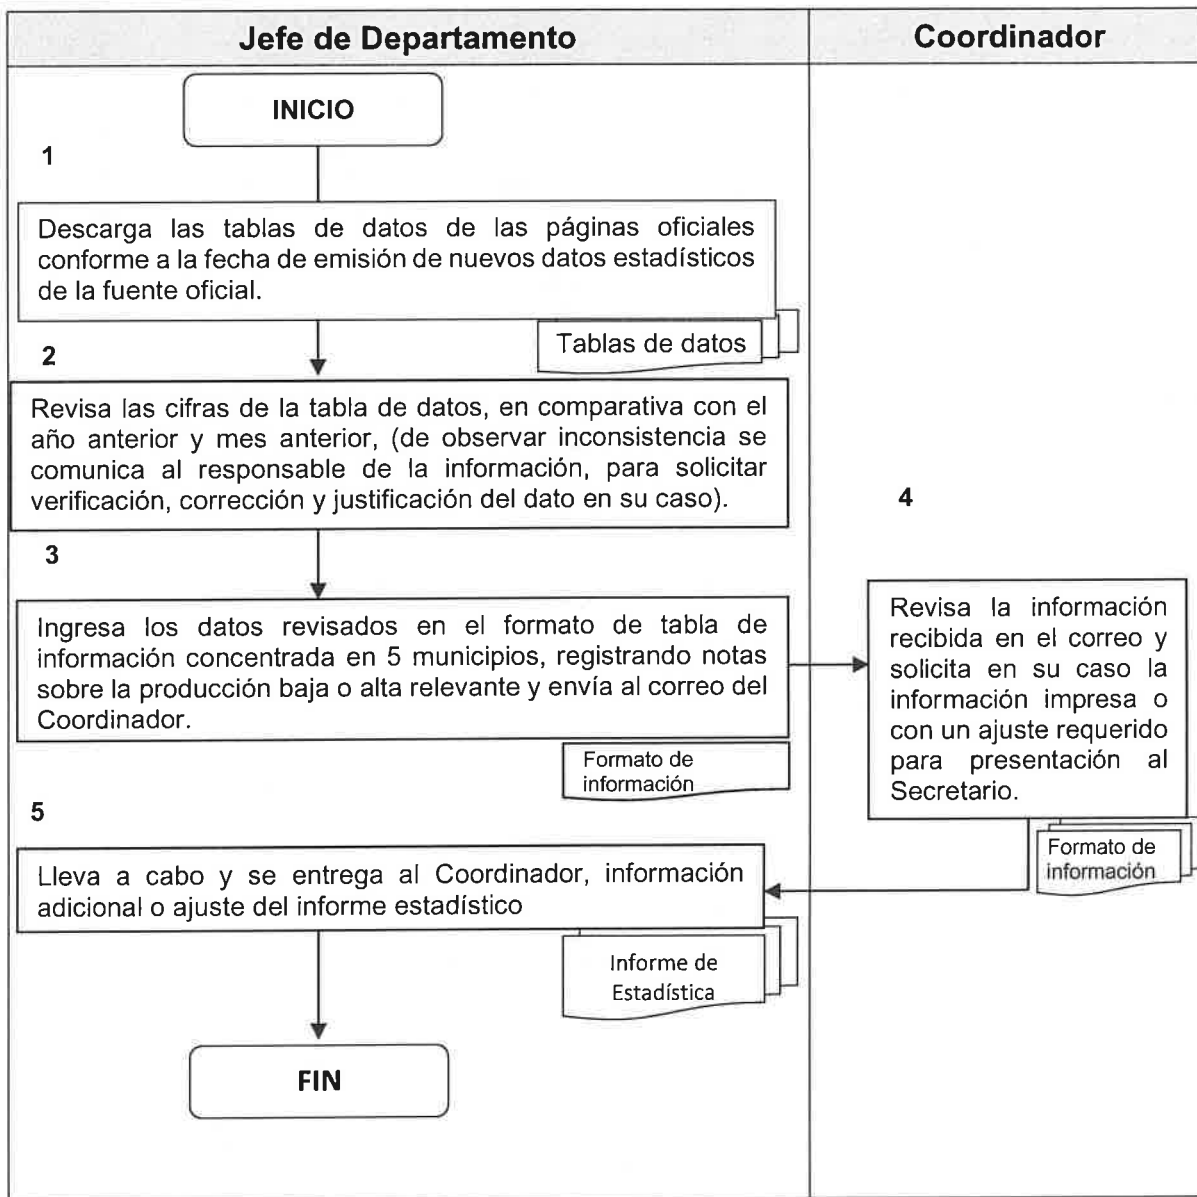 Jefe de Departamento
Coordinador
INICIO
1
Descarga las tablas de datos de las páginas oficiales
conforme a la fecha de emisión de nuevos datos estadísticos
de la fuente oficial.
Tablas de datos
2
Revisa las cifras de la tabla de datos, en comparativa con el
año anterior y mes anterior, (de observar inconsistencia se
comunica al responsable de la información, para solicitar
verificación, corrección y justificación del dato en su caso).
3
Ingresa los datos revisados en el formato de tabla de
información concentrada en 5 municipios, registrando notas
sobre la producción baja o alta relevante y envía al correo del
Coordinador.
Formato de
información
4
Revisa la información
recibida en el correo y
solicita en su caso la
información impresa o
con un ajuste requerido
para presentación al
Secretario.
Formato de
información
5
Lleva a cabo y se entrega al Coordinador, información
adicional o ajuste del informe estadístico
Informe de
Estadística
FIN